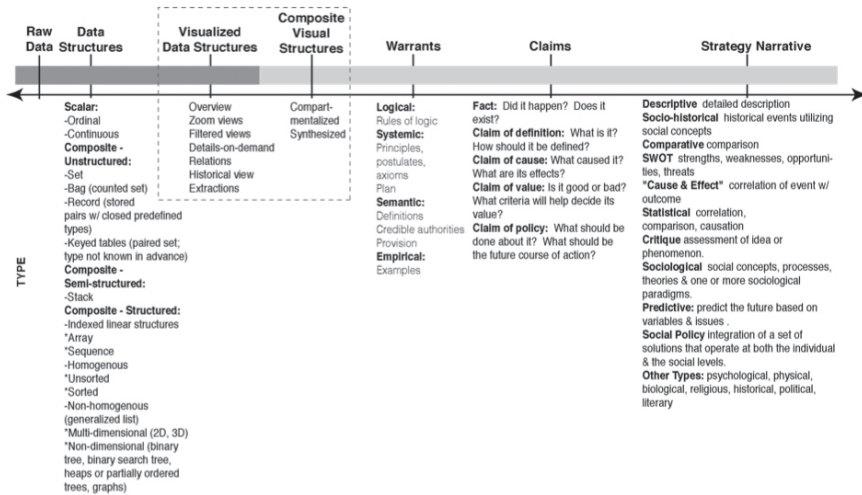 Raw
Data
Data
Structures
Visualized
Data Structures
Composite
Visual
Structures
Warrants
Claims
Strategy Narrative
TYPE
Scalar:
-Ordinal
-Continuous
Composite -
Unstructured:
-Set
-Bag (counted set)
-Record (stored
pairs w/ closed predefined
types)
-Keyed tables (paired set;
type not known in advance)
Composite -
Semi-structured:
-Stack
Composite - Structured:
-Indexed linear structures
*Array
*Sequence
-Homogenous
*Unsorted
*Sorted
-Non-homogenous
(generalized list)
*Multi-dimensional (2D, 3D)
*Non-dimensional (binary
tree, binary search tree,
heaps or partially ordered
trees, graphs)
Overview
Zoom views
Filtered views
Details-on-demand
Relations
Historical view
Extractions
Compart-
mentalized
Synthesized
Logical:
Rules of logic
Systemic:
Principles,
postulates,
axioms
Plan
Semantic:
Definitions
Credible authorities
Provision
Empirical:
Examples
Fact: Did it happen? Does it
exist?
Claim of definition: What is it?
How should it be defined?
Claim of cause: What caused it?
What are its effects?
Claim of value: Is it good or bad?
What criteria will help decide its
value?
Claim of policy: What should be
done about it? What should be
the future course of action?
Descriptive detailed description
Socio-historical historical events utilizing
social concepts
Comparative comparison
SWOT strengths, weaknesses, opportuni-
ties, threats
"Cause & Effect" correlation of event w/
outcome
Statistical correlation,
comparison, causation
Critique assessment of idea or
phenomenon.
Sociological social concepts, processes,
theories & one or more sociological
paradigms.
Predictive: predict the future based on
variables & issues .
Social Policy integration of a set of
solutions that operate at both the individual
& the social levels.
Other Types: psychological, physical,
biological, religious, historical, political,
literary